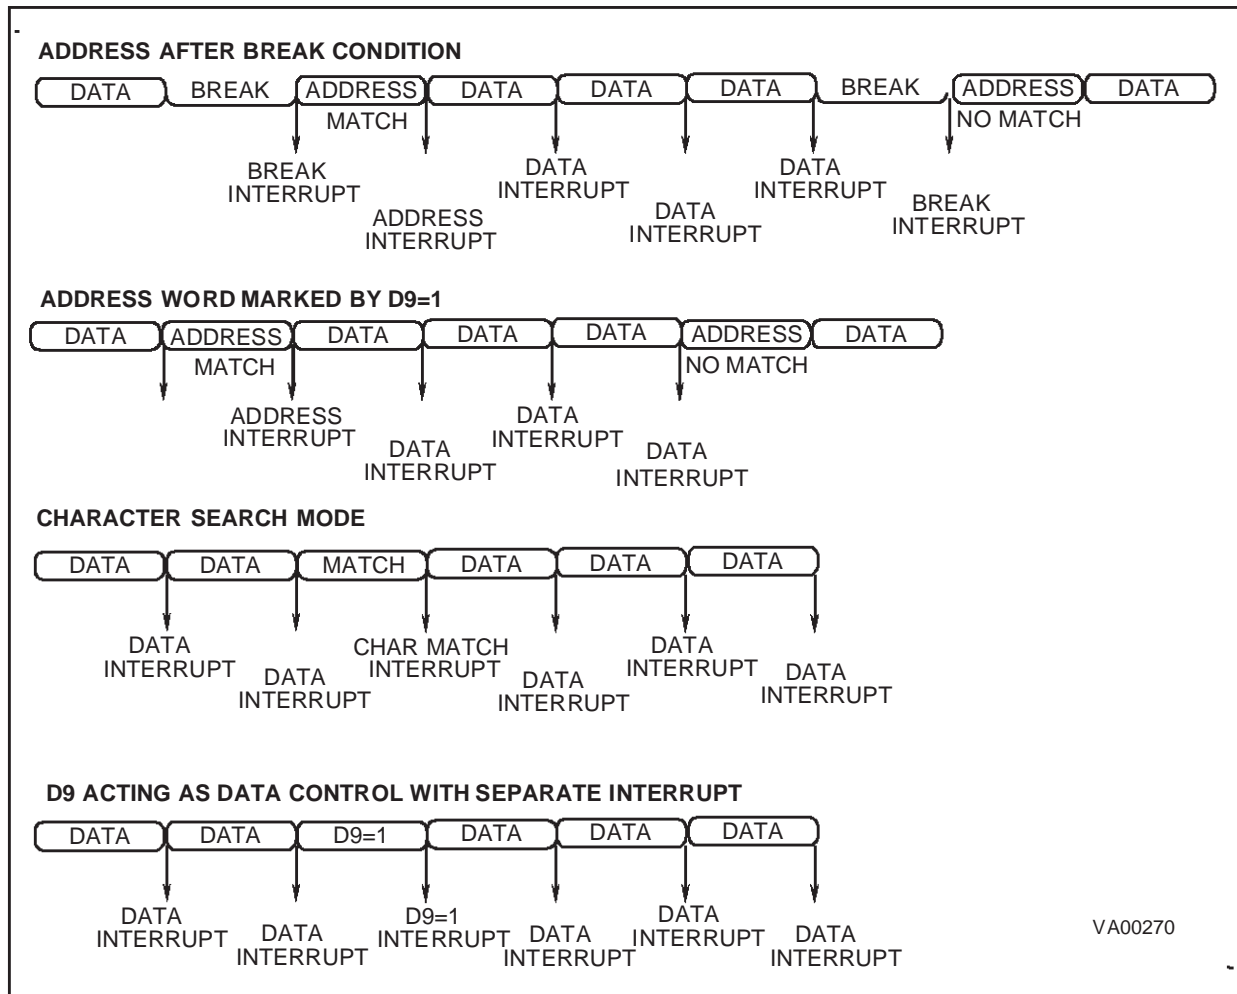 ADDRESS AFTER BREAK CONDITION
DATA BREAK ADDRESS DATA DATA DATA BREAK ADDRESS DATA
MATCH NO MATCH
BREAK
INTERRUPT
ADDRESS
INTERRUPT
DATA
INTERRUPT
DATA
INTERRUPT
DATA
INTERRUPT
BREAK
INTERRUPT
ADDRESS WORD MARKED BY D9=1
DATA ADDRESS DATA DATA DATA ADDRESS DATA
MATCH NO MATCH
ADDRESS
INTERRUPT
DATA
INTERRUPT
DATA
INTERRUPT
DATA
INTERRUPT
CHARACTER SEARCH MODE
DATA DATA MATCH DATA DATA DATA
DATA
INTERRUPT
DATA
INTERRUPT
CHAR MATCH
INTERRUPT
DATA
INTERRUPT
DATA
INTERRUPT
DATA
INTERRUPT
D9 ACTING AS DATA CONTROL WITH SEPARATE INTERRUPT
DATA DATA D9=1 DATA DATA DATA
DATA
INTERRUPT
DATA
INTERRUPT
D9=1
INTERRUPT
DATA
INTERRUPT
DATA
INTERRUPT
DATA
INTERRUPT
VA00270